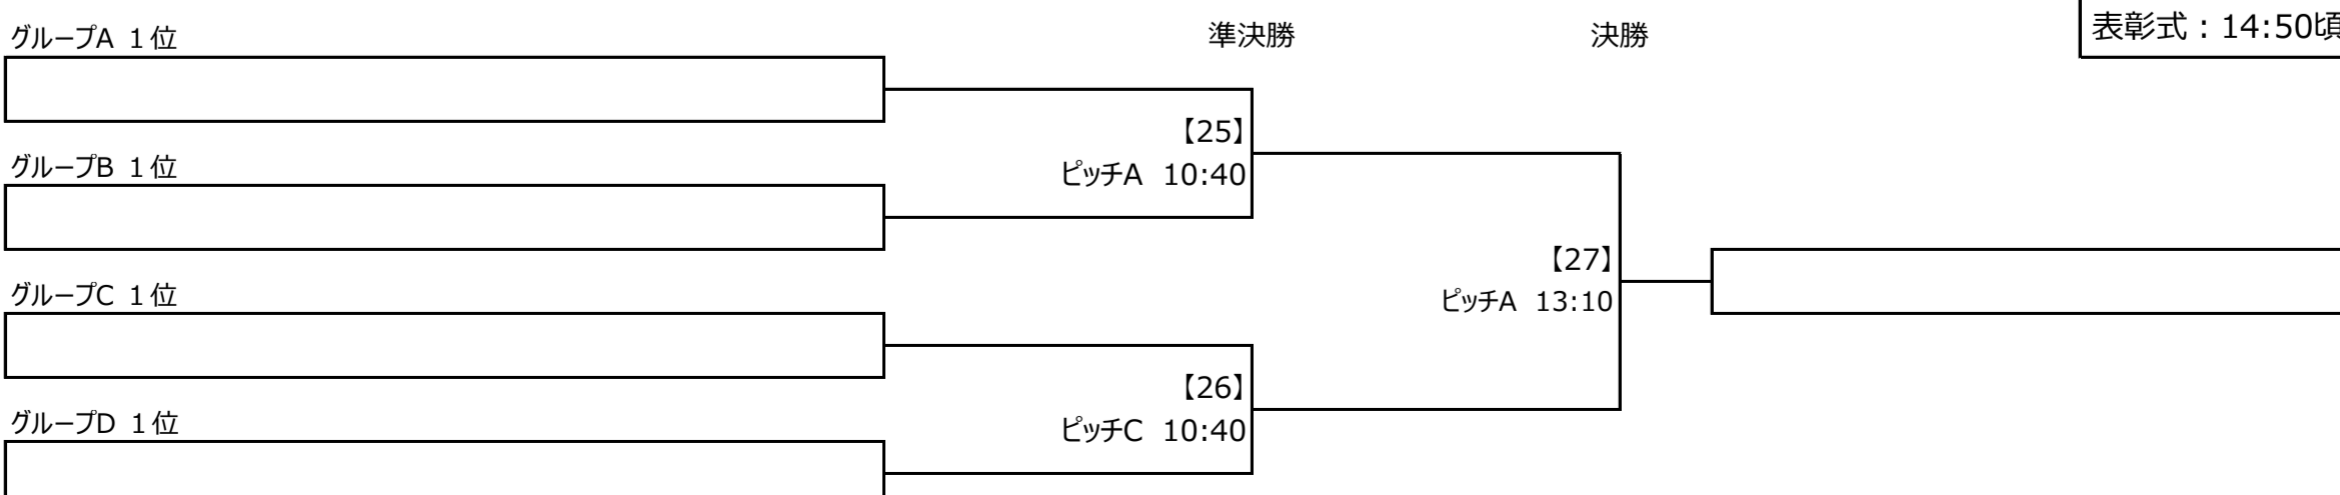 グループA １位
準決勝
決勝
表彰式：14:50頃
【25】
グループB １位
ピッチA 10:40
【27】
グループC １位
ピッチA 13:10
【26】
グループD １位
ピッチC 10:40